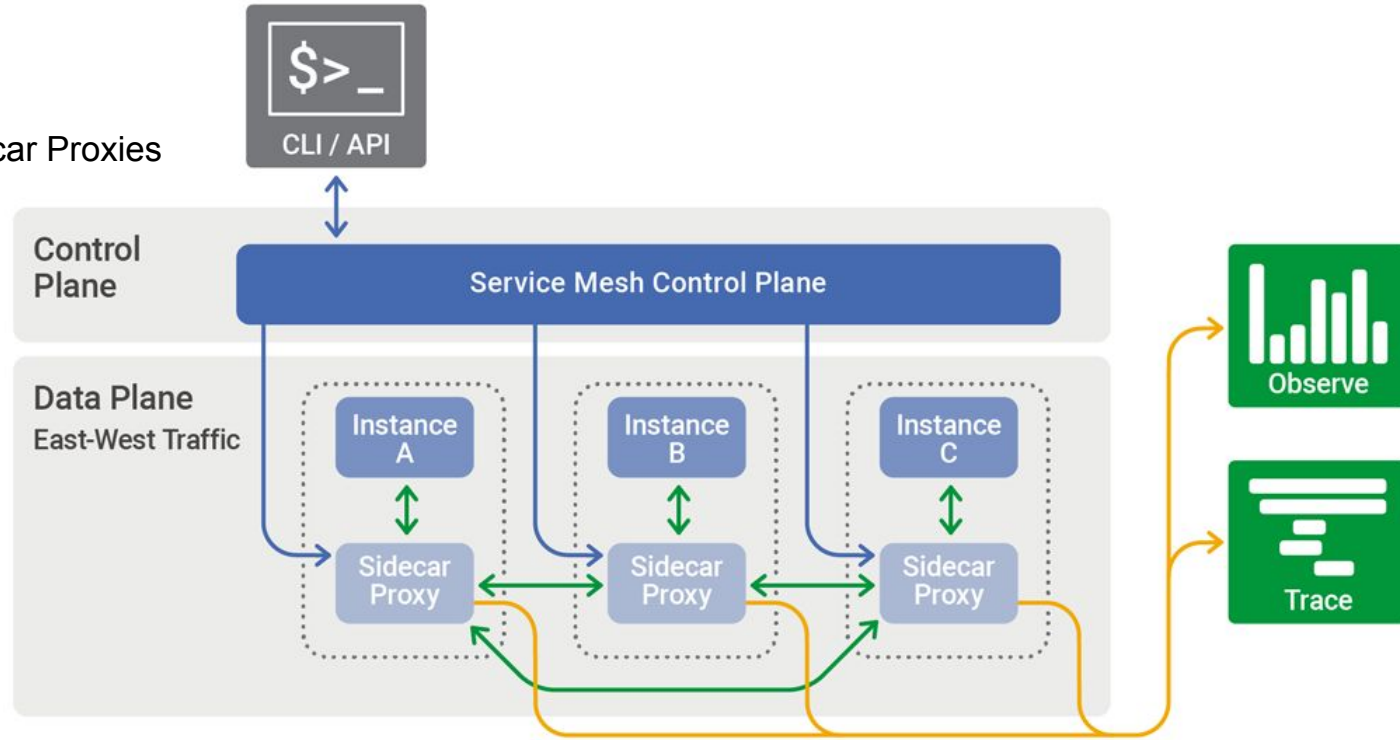 $>_
CLI / API
car Proxies
Control
Plane
Service Mesh Control Plane
Data Plane
East-West Traffic
Instance
A
Instance
B
Instance
C
Sidecar
Proxy
Sidecar
Proxy
Sidecar
Proxy
Observe
Trace